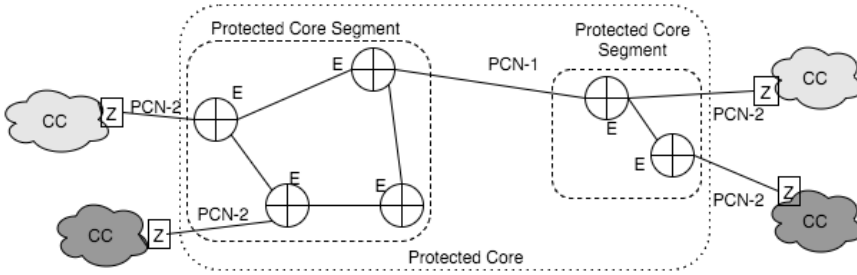 Protected Core Segment
Protected Core
Segment
E
PCN-1
E
PCN-2
CC
Z
E
Z
CC
PCN-2
E
E
E
E
PCN-2
CC
Z
PCN-2
Z
CC
Protected Core